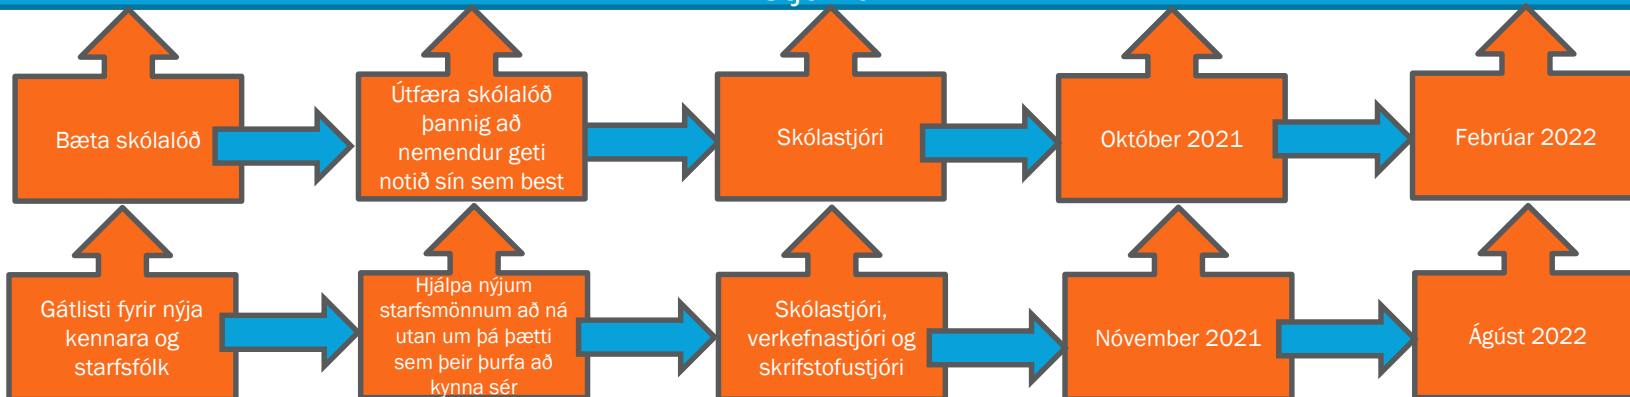 Bæta skólalóð
Útfæra skólalóð
þannig að
nemendur geti
notið sín sem best
Skólastjóri
Október 2021
Febrúar 2022
Gátlisti fyrir nýja
kennara og
starfsfólk
Hjálpa nýjum
starfsmönnum að ná
utan um þá þætti
sem þeir þurfa að
kynna sér
Skólastjóri,
verkefnastjóri og
skrifstofustjóri
Nóvember 2021
Ágúst 2022